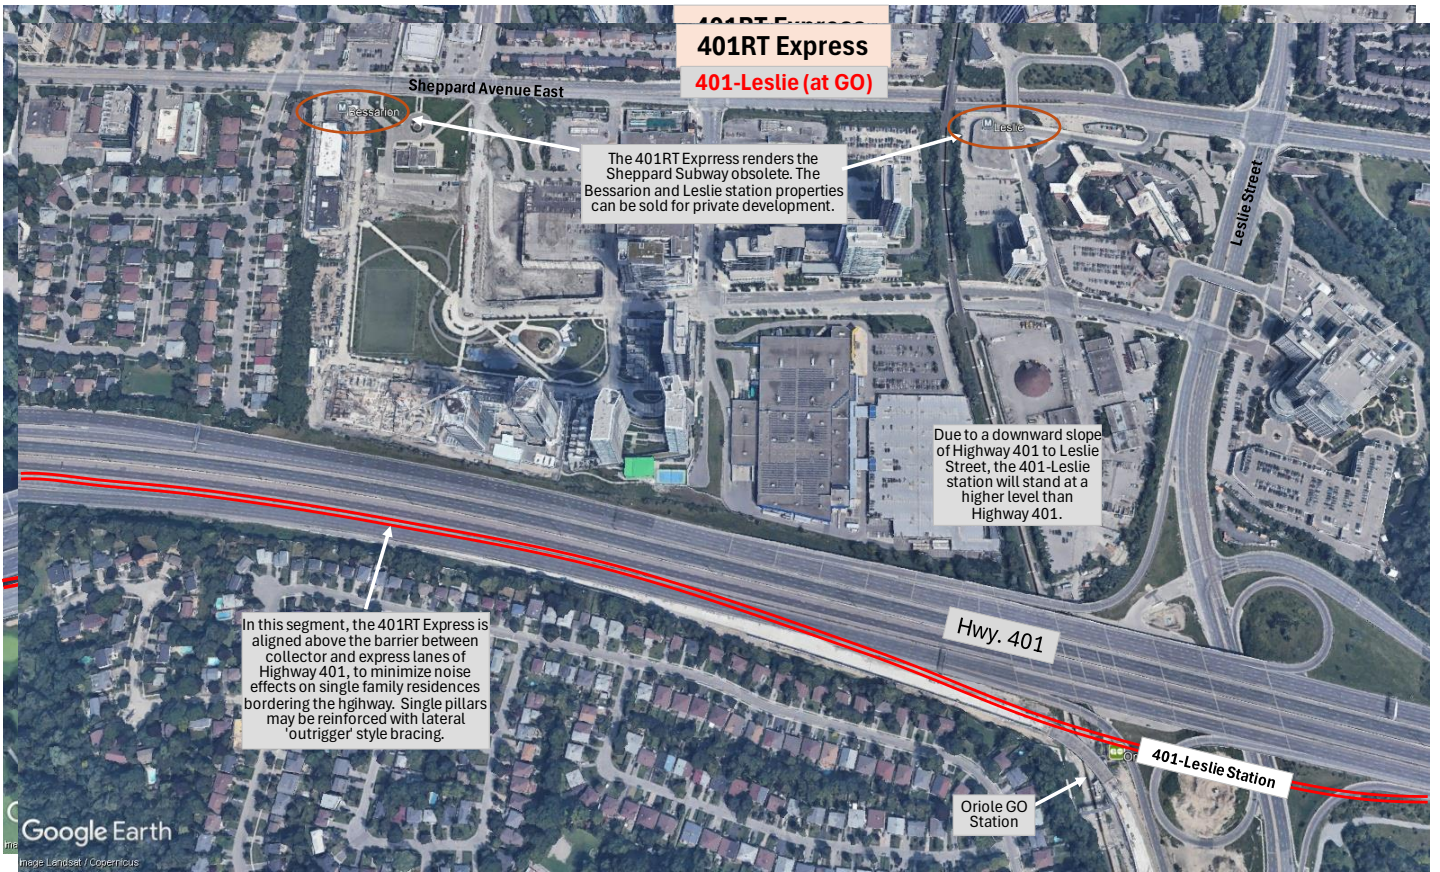 401RT Express
401RT Express
401-Leslie (at GO)
Sheppard Avenue East
Bessarion
Leslie
The 401RT Exprress renders the
Sheppard Subway obsolete. The
Bessarion and Leslie station properties
can be sold for private development.
Leslie Street
Due to a downward slope
of Highway 401 to Leslie
Street, the 401-Leslie
station will stand at a
higher level than
Highway 401.
In this segment, the 401RT Express is
aligned above the barrier between
collector and express lanes of
Highway 401, to minimize noise
effects on single family residences
bordering the hgihway. Single pillars
may be reinforced with lateral
'outrigger' style bracing.
Hwy. 401
GO
401-Leslie Station
Oriole GO
Station
Google Earth
Image Landsat / Copernicus